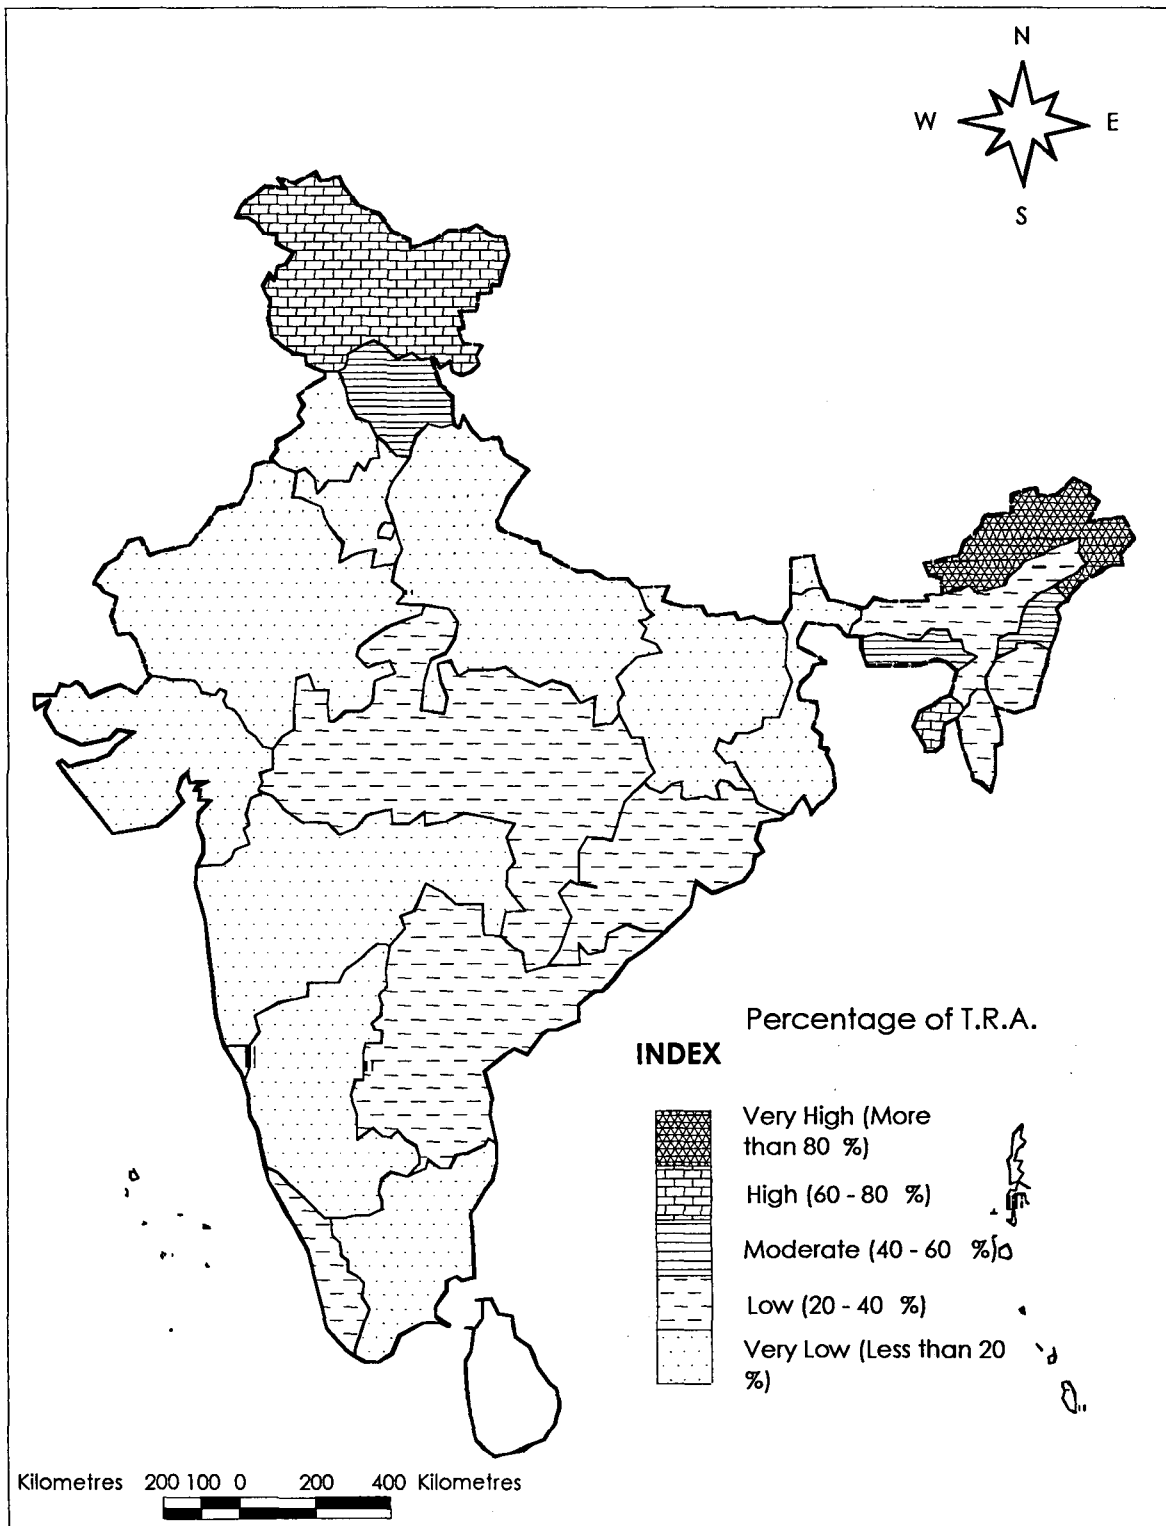 N
W E
S
Percentage of T.R.A.
INDEX
Very High (More
than 80 %)
High (60 - 80 %)
Moderate (40 - 60 %)
Low (20 - 40 %)
Very Low (Less than 20
%)
Kilometres 200 100 0 200 400 Kilometres